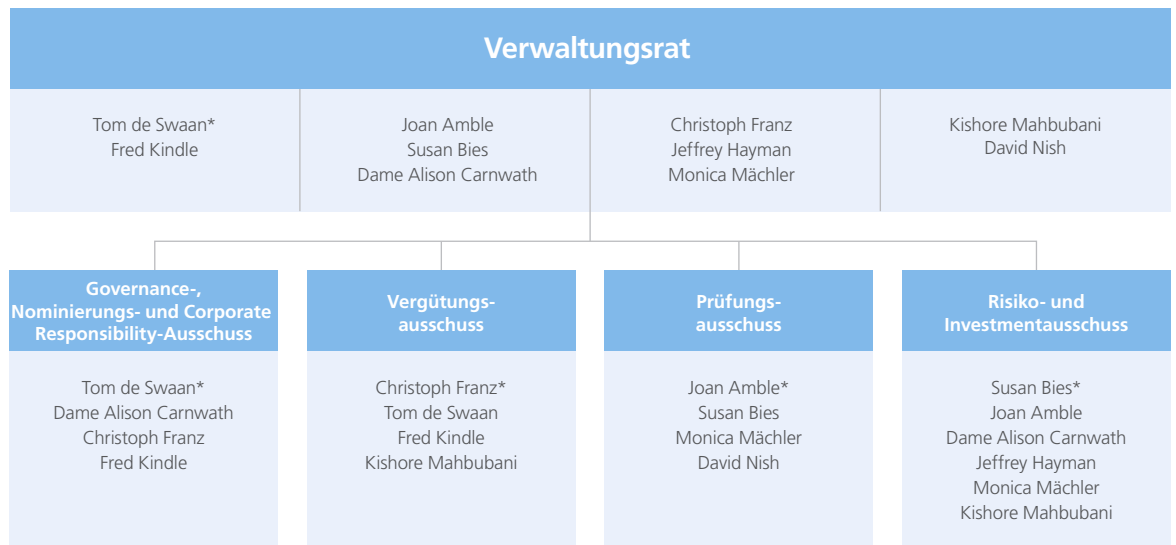 Verwaltungsrat
Tom de Swaan*
Fred Kindle
Joan Amble
Susan Bies
Dame Alison Carnwath
Christoph Franz
Jeffrey Hayman
Monica Mächler
Kishore Mahbubani
David Nish
Governance-,
Nominierungs- und Corporate
Responsibility-Ausschuss
Tom de Swaan*
Dame Alison Carnwath
Christoph Franz
Fred Kindle
Vergütungs-
ausschuss
Christoph Franz*
Tom de Swaan
Fred Kindle
Kishore Mahbubani
Prüfungs-
ausschuss
Joan Amble*
Susan Bies
Monica Mächler
David Nish
Risiko- und
Investmentausschuss
Susan Bies*
Joan Amble
Dame Alison Carnwath
Jeffrey Hayman
Monica Mächler
Kishore Mahbubani